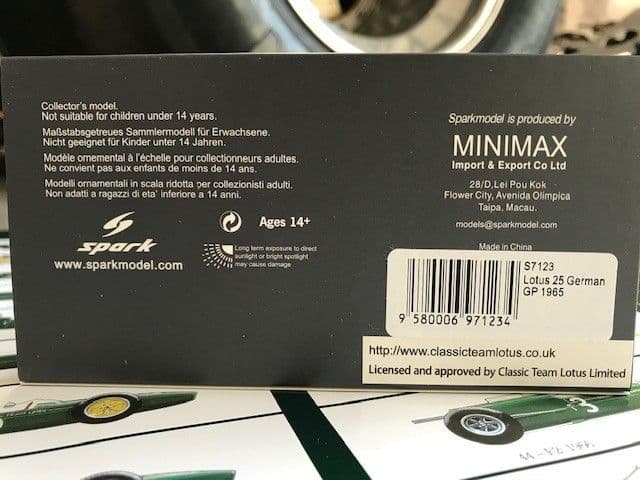 Collector's model.
Not suitable for children under 14 years.
Maßstabsgetreues Sammlermodell für Erwachsene.
Nicht geeignet für Kinder unter 14 Jahren.
Modèle ornemental à l'échelle pour collectionneurs adultes.
Ne convient pas aux enfants de moins de 14 ans.
Modelli ornamentali in scala ridotta per collezionisti adulti.
Non adatti a ragazzi di eta' inferiore a 14 anni.
spark
www.sparkmodel.com
Ages 14+
Long term exposure to direct
sunlight or bright spotlight
may cause damage
Sparkmodel is produced by
MINIMAX
Import & Export Co Ltd
28/D, Lei Pou Kok
Flower City, Avenida Olimpica
Taipa, Macau.
models@sparkmodel.com
Made in China
S7123
Lotus 25 German
GP 1965
9 580006 971234
http://www.classicteamlotus.co.uk
Licensed and approved by Classic Team Lotus Limited